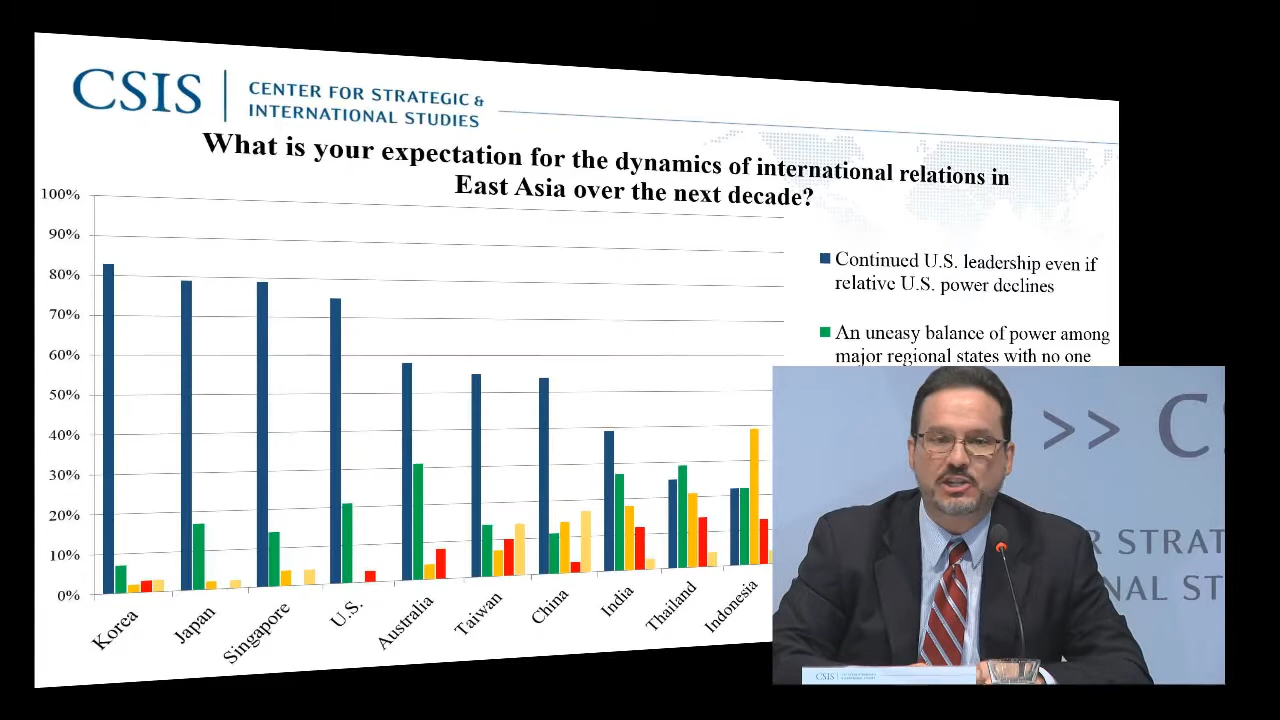 CSIS
CENTER FOR STRATEGIC &
INTERNATIONAL STUDIES
What is your expectation for the dynamics of international relations in
East Asia over the next decade?
100%
90%
80%
70%
60%
50%
40%
30%
20%
10%
0%
Korea
Japan
Singapore
U.S.
Australia
Taiwan
China
India
Thailand
Indonesia
Continued U.S. leadership even if
relative U.S. power declines
An uneasy balance of power among
major regional states with no one
>> C
R STRAT
NAL ST
CSIS